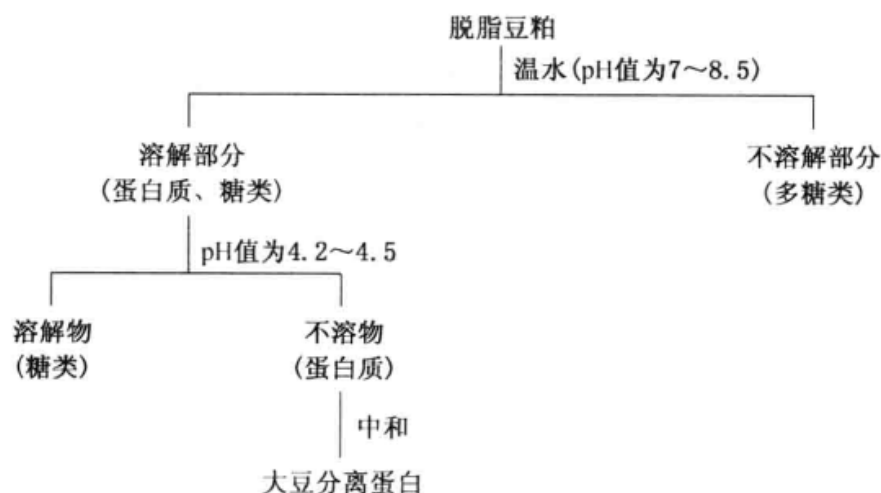 脱脂豆粕
温水(pH值为7～8.5)
溶解部分
(蛋白质、糖类)
不溶解部分
(多糖类)
pH值为4.2～4.5
溶解物
(糖类)
不溶物
(蛋白质)
中和
大豆分离蛋白